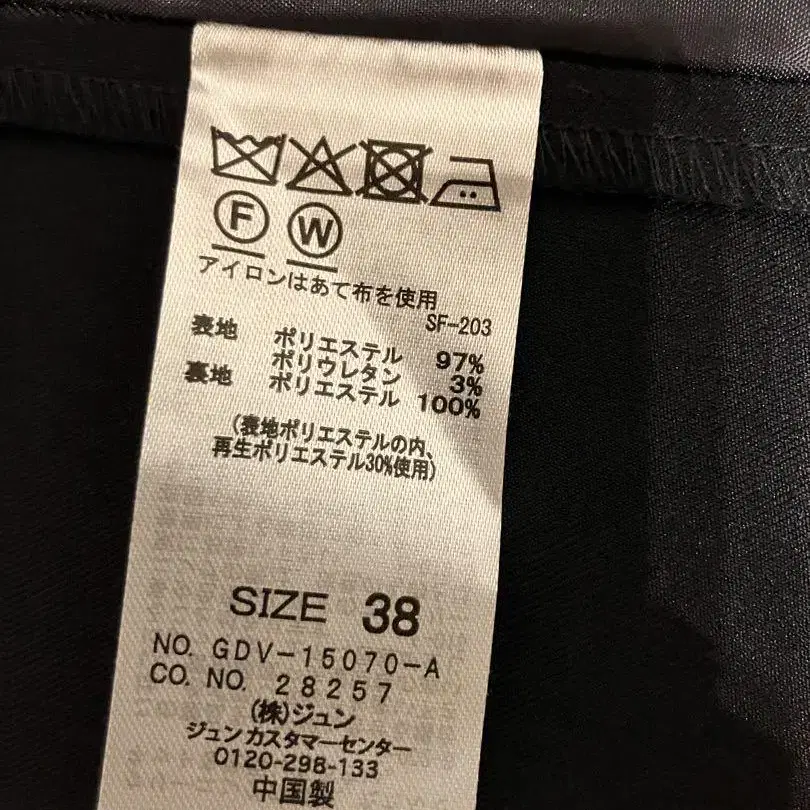 F W
アイロンはあて布を使用
SF-203
表地 ポリエステル 97%
ポリウレタン 3%
裏地 ポリエステル 100%
(表地ポリエステルの内、
再生ポリエステル30%使用)
SIZE 38
NO. GDV-15070-A
CO. NO. 28257
(株)ジュン
ジュンカスタマーセンター
0120-298-133
中国製